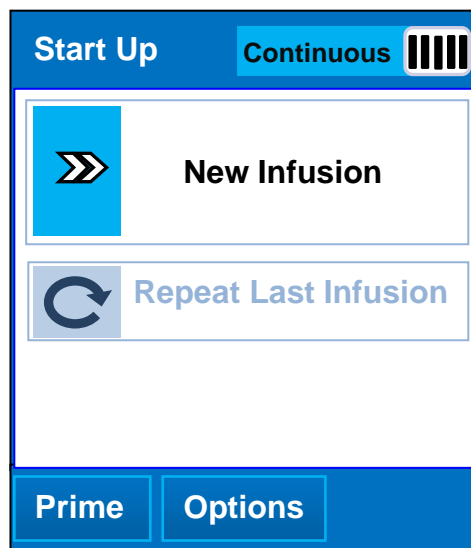 Start Up
Continuous
New Infusion
Repeat Last Infusion
Prime
Options